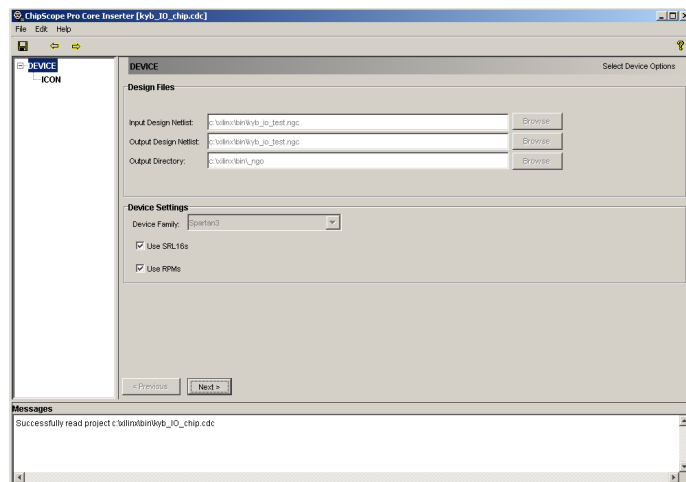 ChipScope Pro Core Inserter [kyb_IO_chip.cdc]
File Edit Help
DEVICE
ICON
DEVICE Select Device Options
Design Files
Input Design Netlist: c:\xilinx\bin\kyb_io_test.ngc Browse
Output Design Netlist: c:\xilinx\bin\kyb_io_test.ngc Browse
Output Directory: c:\xilinx\bin\_ngo Browse
Device Settings
Device Family: Spartan3
Use SRL16s
Use RPMs
< Previous Next >
Messages
Successfully read project c:\xilinx\bin\kyb_IO_chip.cdc